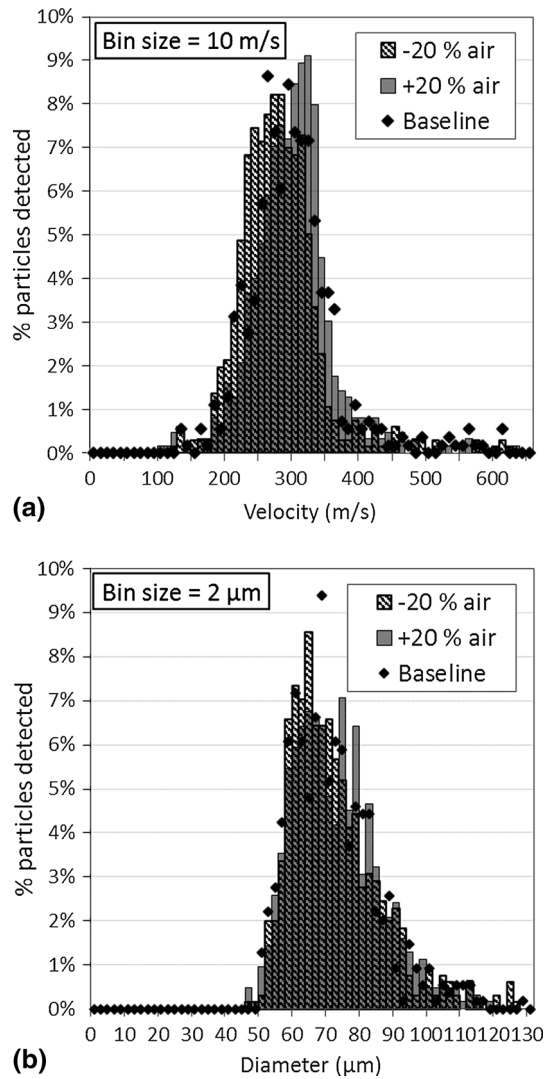 10%
Bin size = 10 m/s
-20 % air
+20 % air
Baseline
9%
8%
7%
6%
5%
4%
3%
2%
1%
0%
% particles detected
0 100 200 300 400 500 600
Velocity (m/s)
(a)
10%
Bin size = 2 µm
-20 % air
+20 % air
Baseline
9%
8%
7%
6%
5%
4%
3%
2%
1%
0%
% particles detected
0 10 20 30 40 50 60 70 80 90 100 110 120 130
Diameter (µm)
(b)